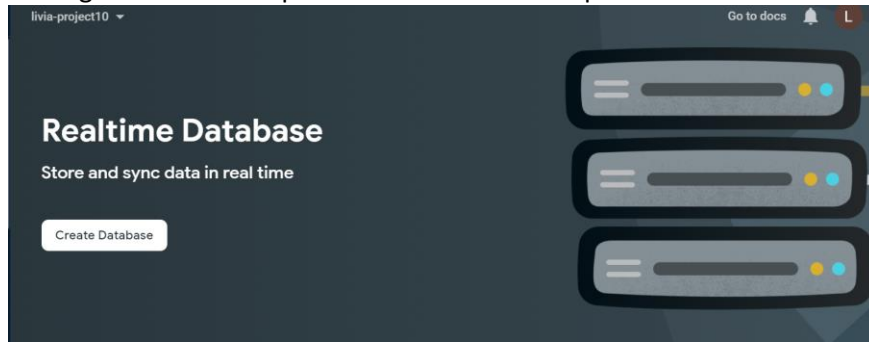 livia-project10
Go to docs
L
Realtime Database
Store and sync data in real time
Create Database